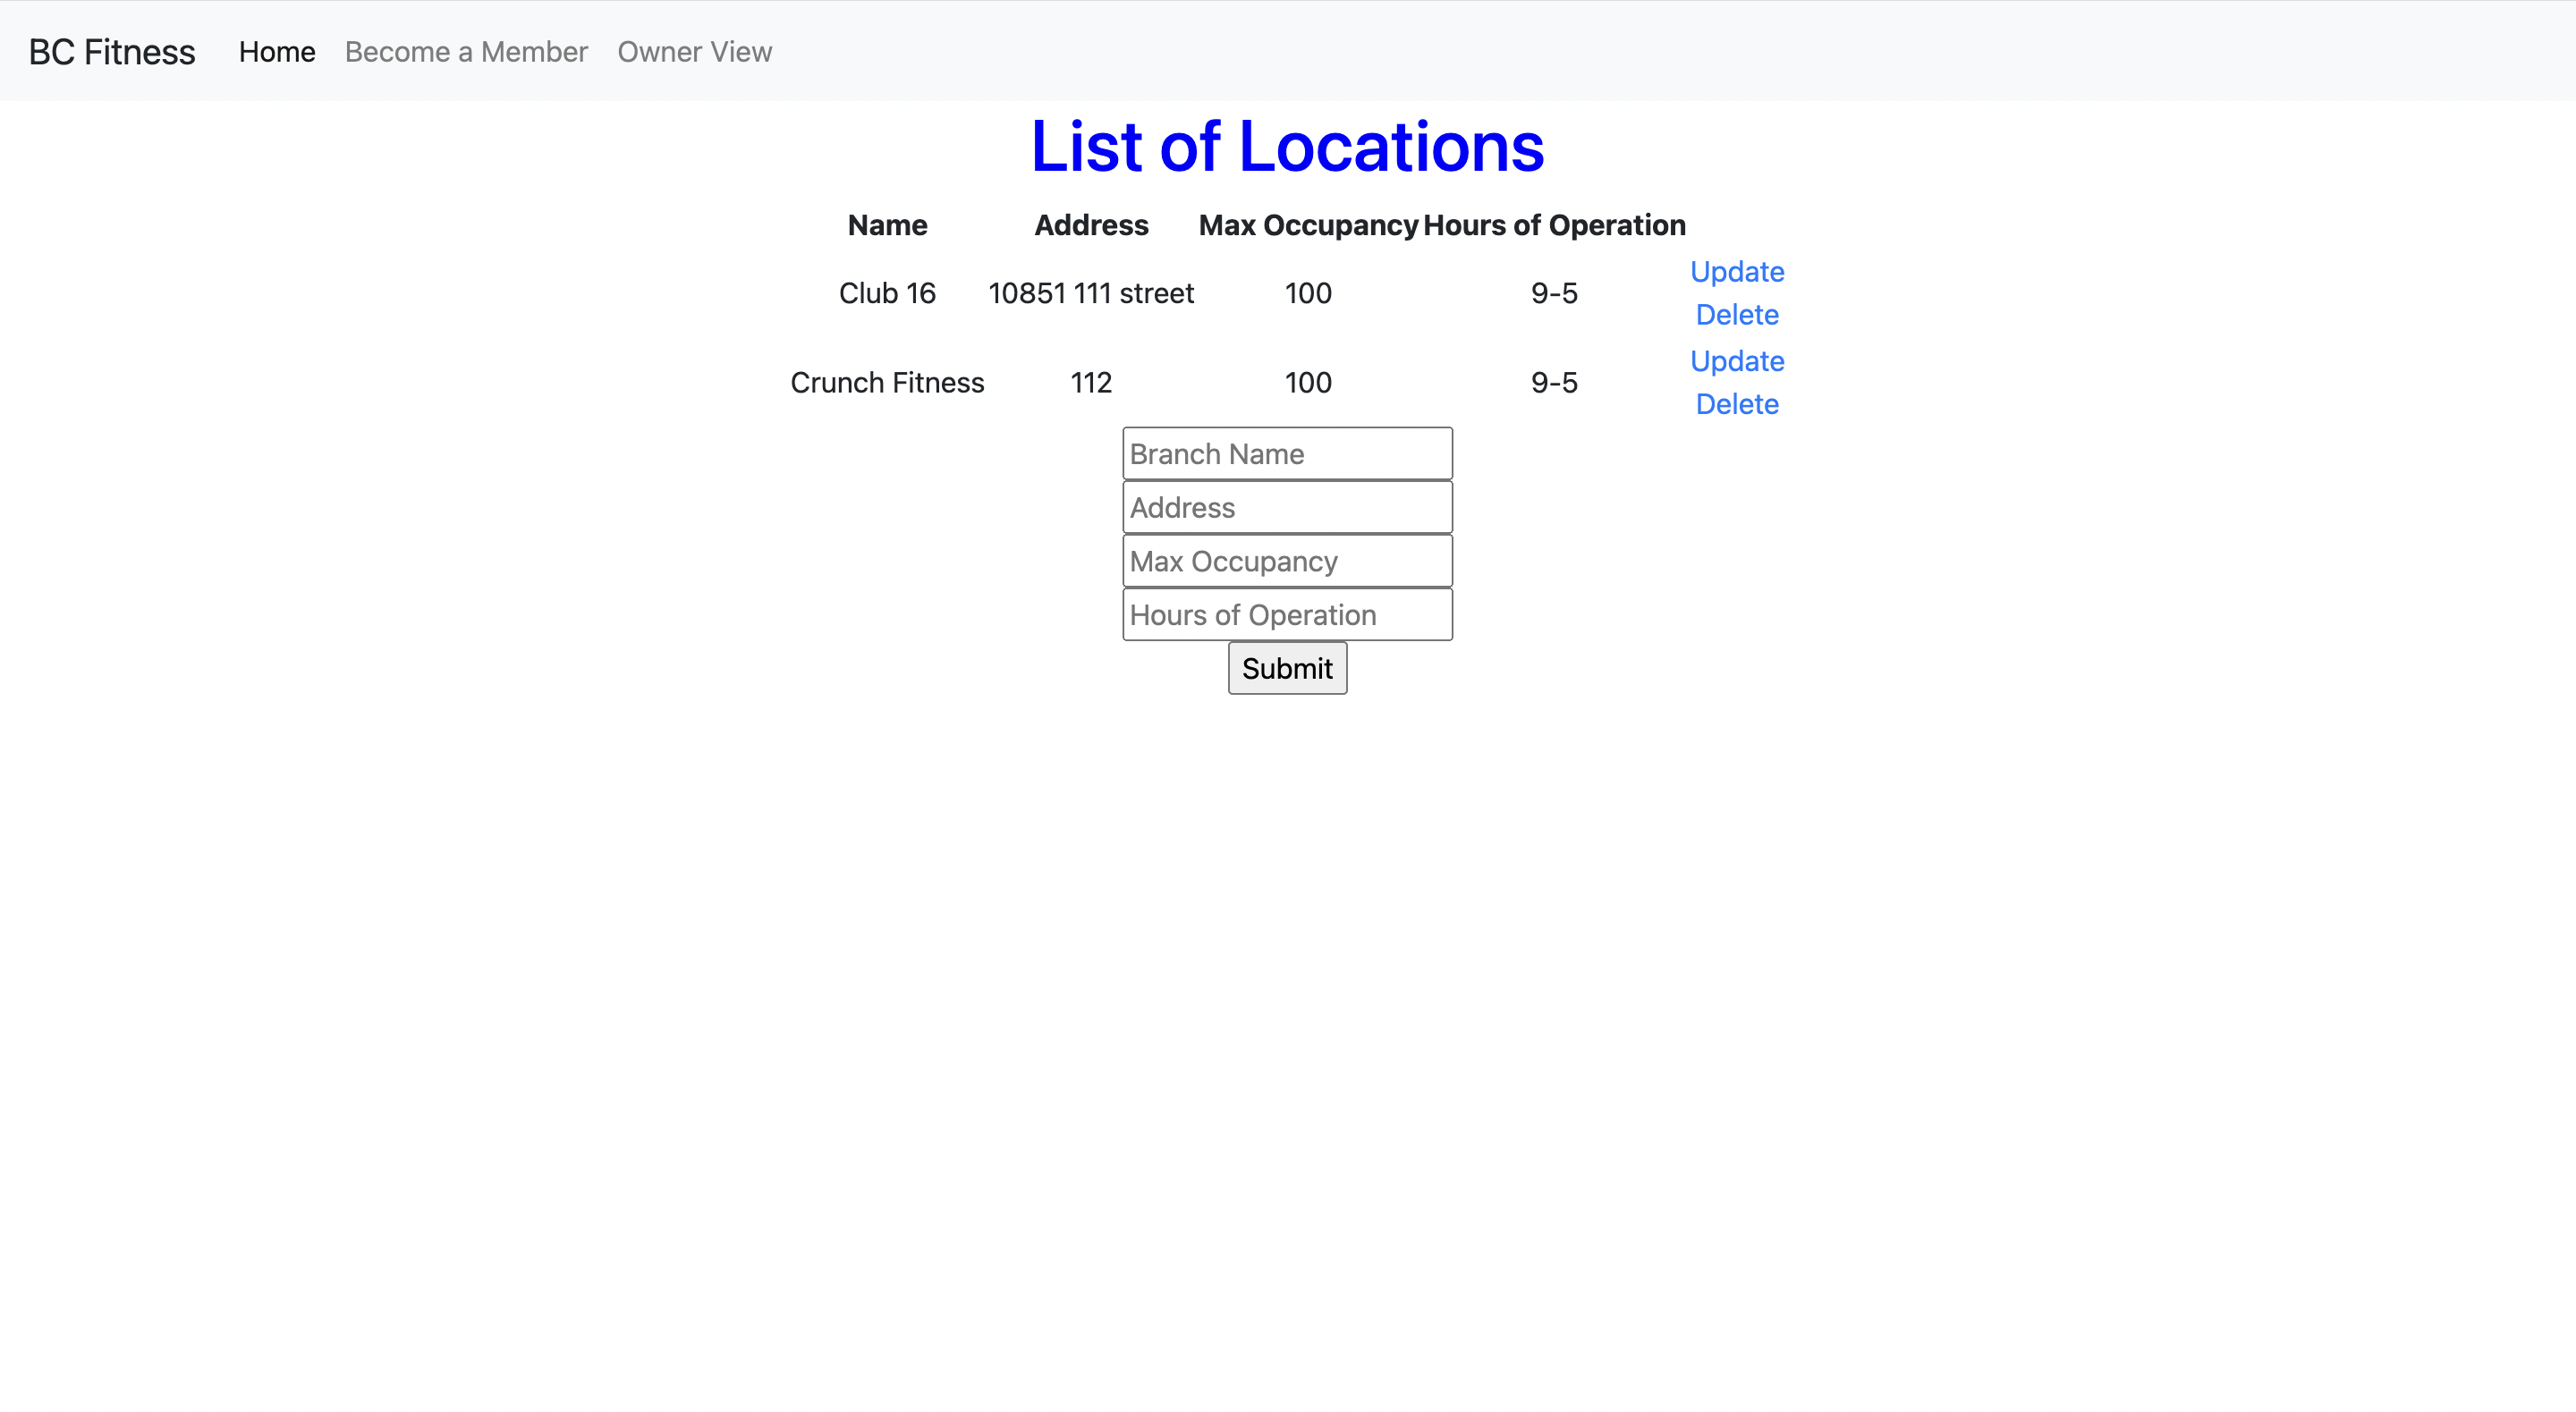 BC Fitness Home Become a Member Owner View
List of Locations
Name Address Max Occupancy Hours of Operation
Club 16 10851 111 street 100 9-5 Update
Delete
Crunch Fitness 112 100 9-5 Update
Delete
Branch Name
Address
Max Occupancy
Hours of Operation
Submit